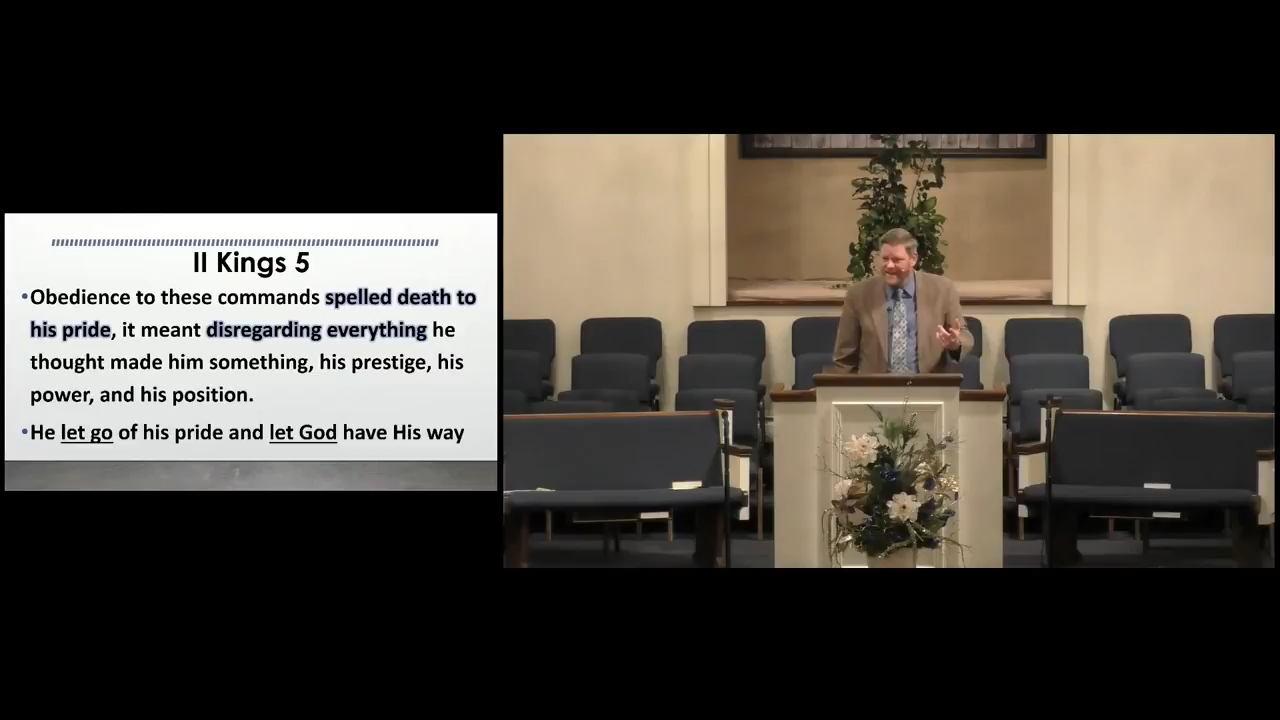 II Kings 5
•Obedience to these commands spelled death to
his pride, it meant disregarding everything he
thought made him something, his prestige, his
power, and his position.
•He let go of his pride and let God have His way